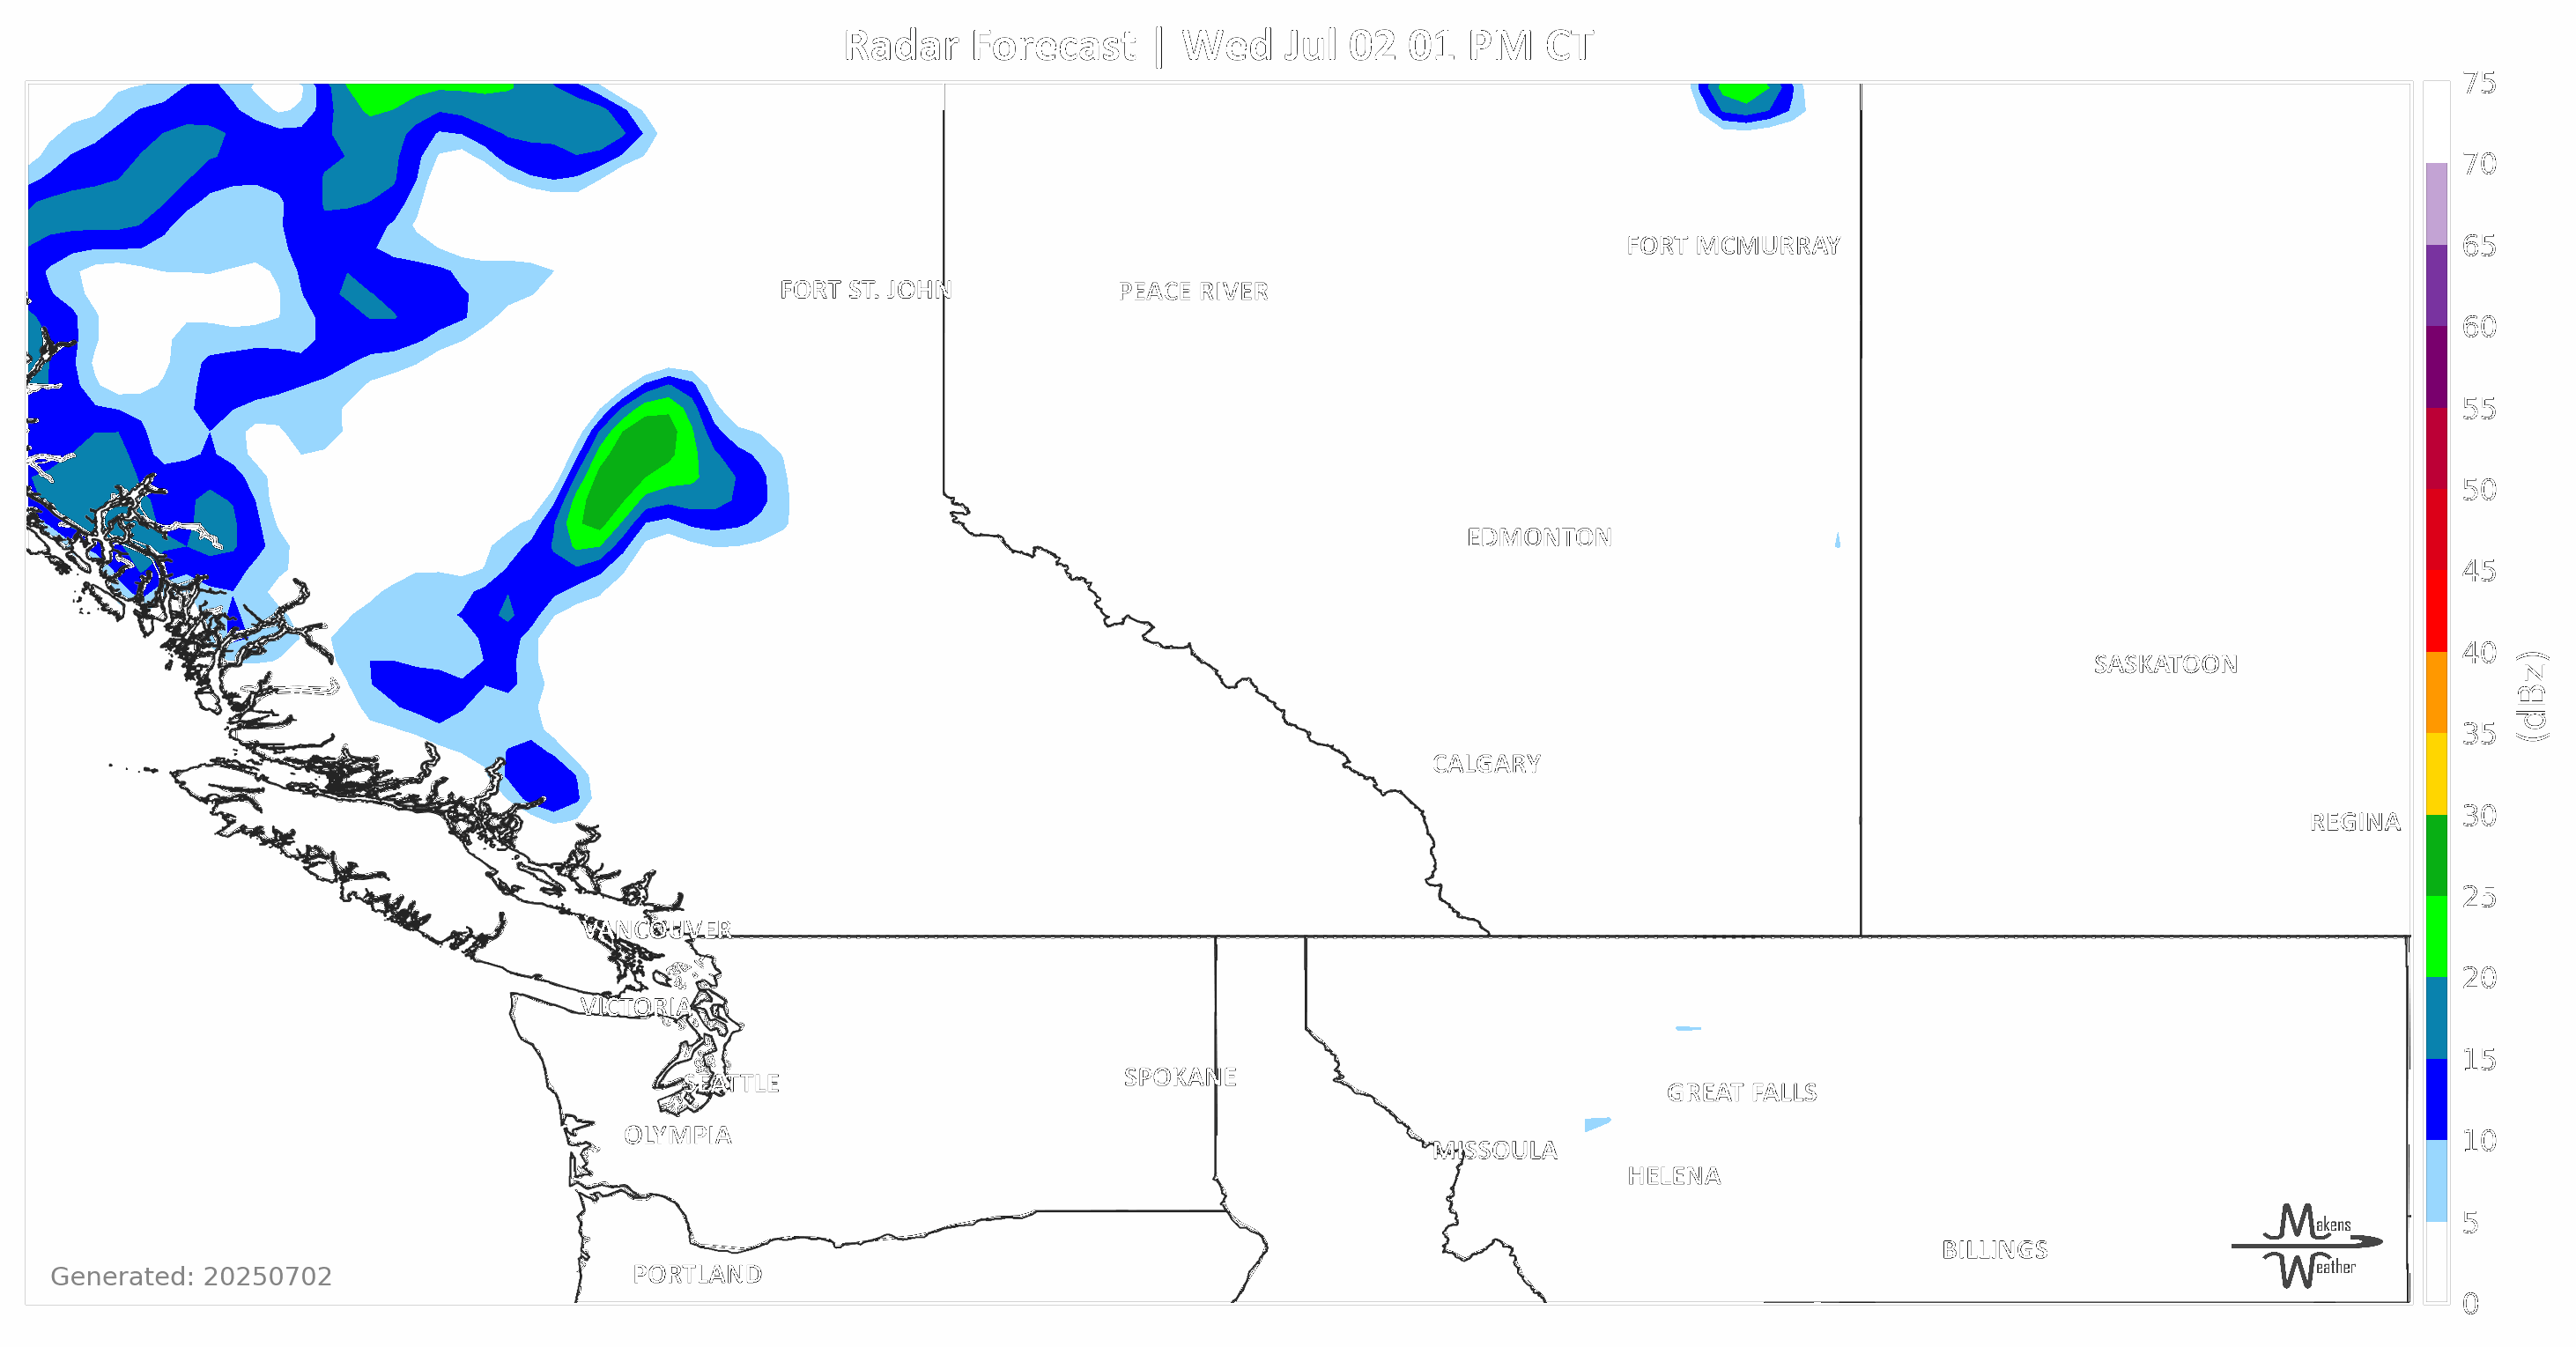 Radar Forecast | Wed Jul 02 01 PM CT
75
70
FORT MCMURRAY
65
FORT ST. JOHN
PEACE RIVER
60
55
50
EDMONTON
45
40
SASKATOON
(dBz)
35
CALGARY
30
REGINA
25
VANCOUVER
20
VICTORIA
15
SPOKANE
SEATTLE
GREAT FALLS
10
OLYMPIA
MISSOULA
HELENA
5
Makens
Weather
BILLINGS
PORTLAND
Generated: 20250702
0